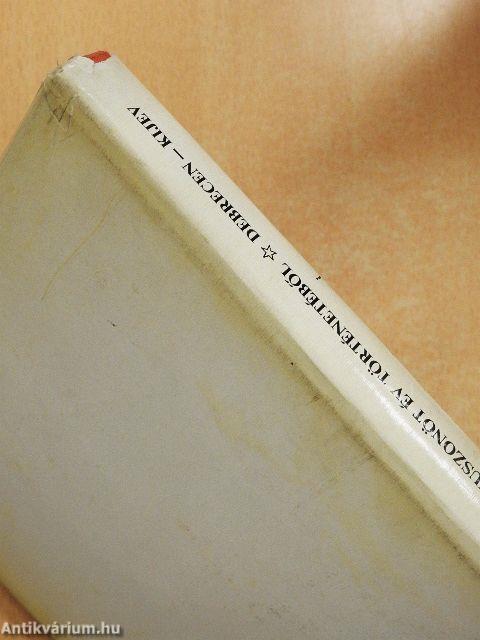 USZONÖT ÉV TÖRTÉNETÉBŐL ☆ DEBRECEN – KIJEV
Antikvárium.hu